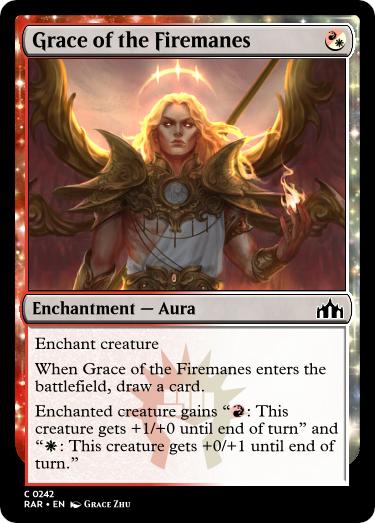 Grace of the Firemanes
Enchantment — Aura
Enchant creature
When Grace of the Firemanes enters the
battlefield, draw a card.
Enchanted creature gains “: This
creature gets +1/+0 until end of turn” and
“: This creature gets +0/+1 until end of
turn.”
C 0242
RAR • EN Grace Zhu